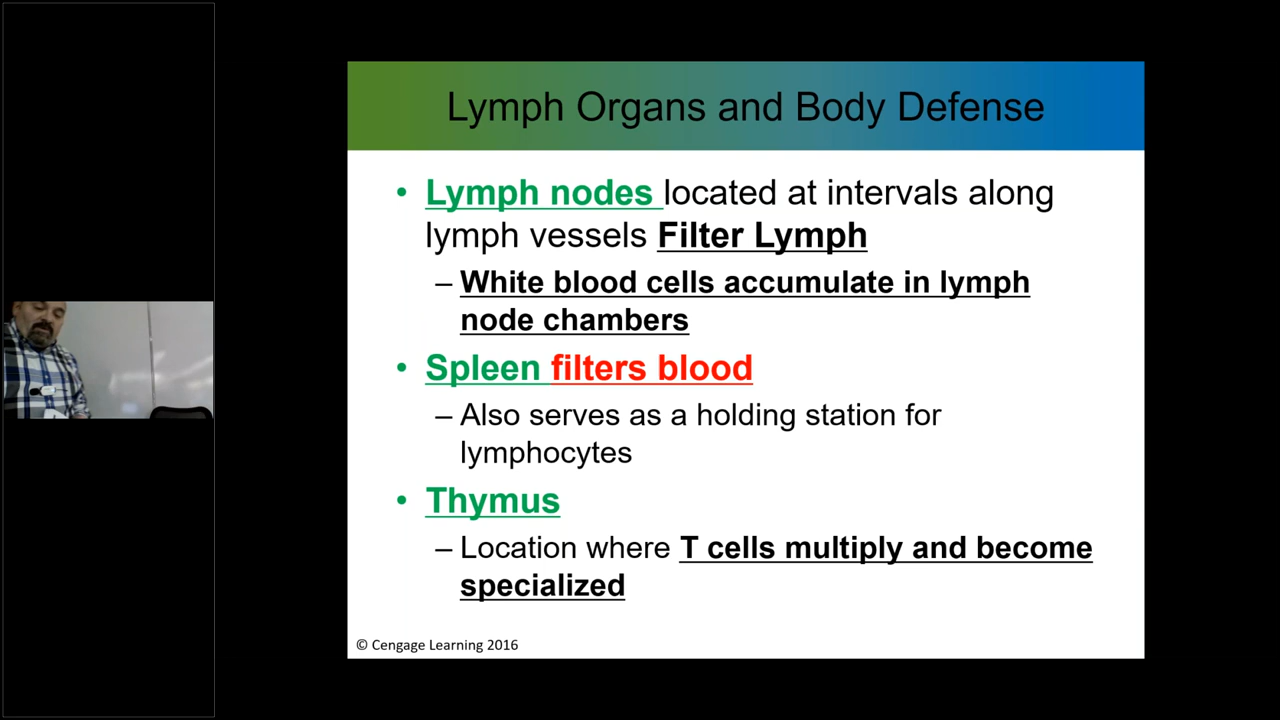 Lymph Organs and Body Defense
• Lymph nodes located at intervals along
lymph vessels Filter Lymph
– White blood cells accumulate in lymph
node chambers
• Spleen filters blood
– Also serves as a holding station for
lymphocytes
• Thymus
– Location where T cells multiply and become
specialized
© Cengage Learning 2016